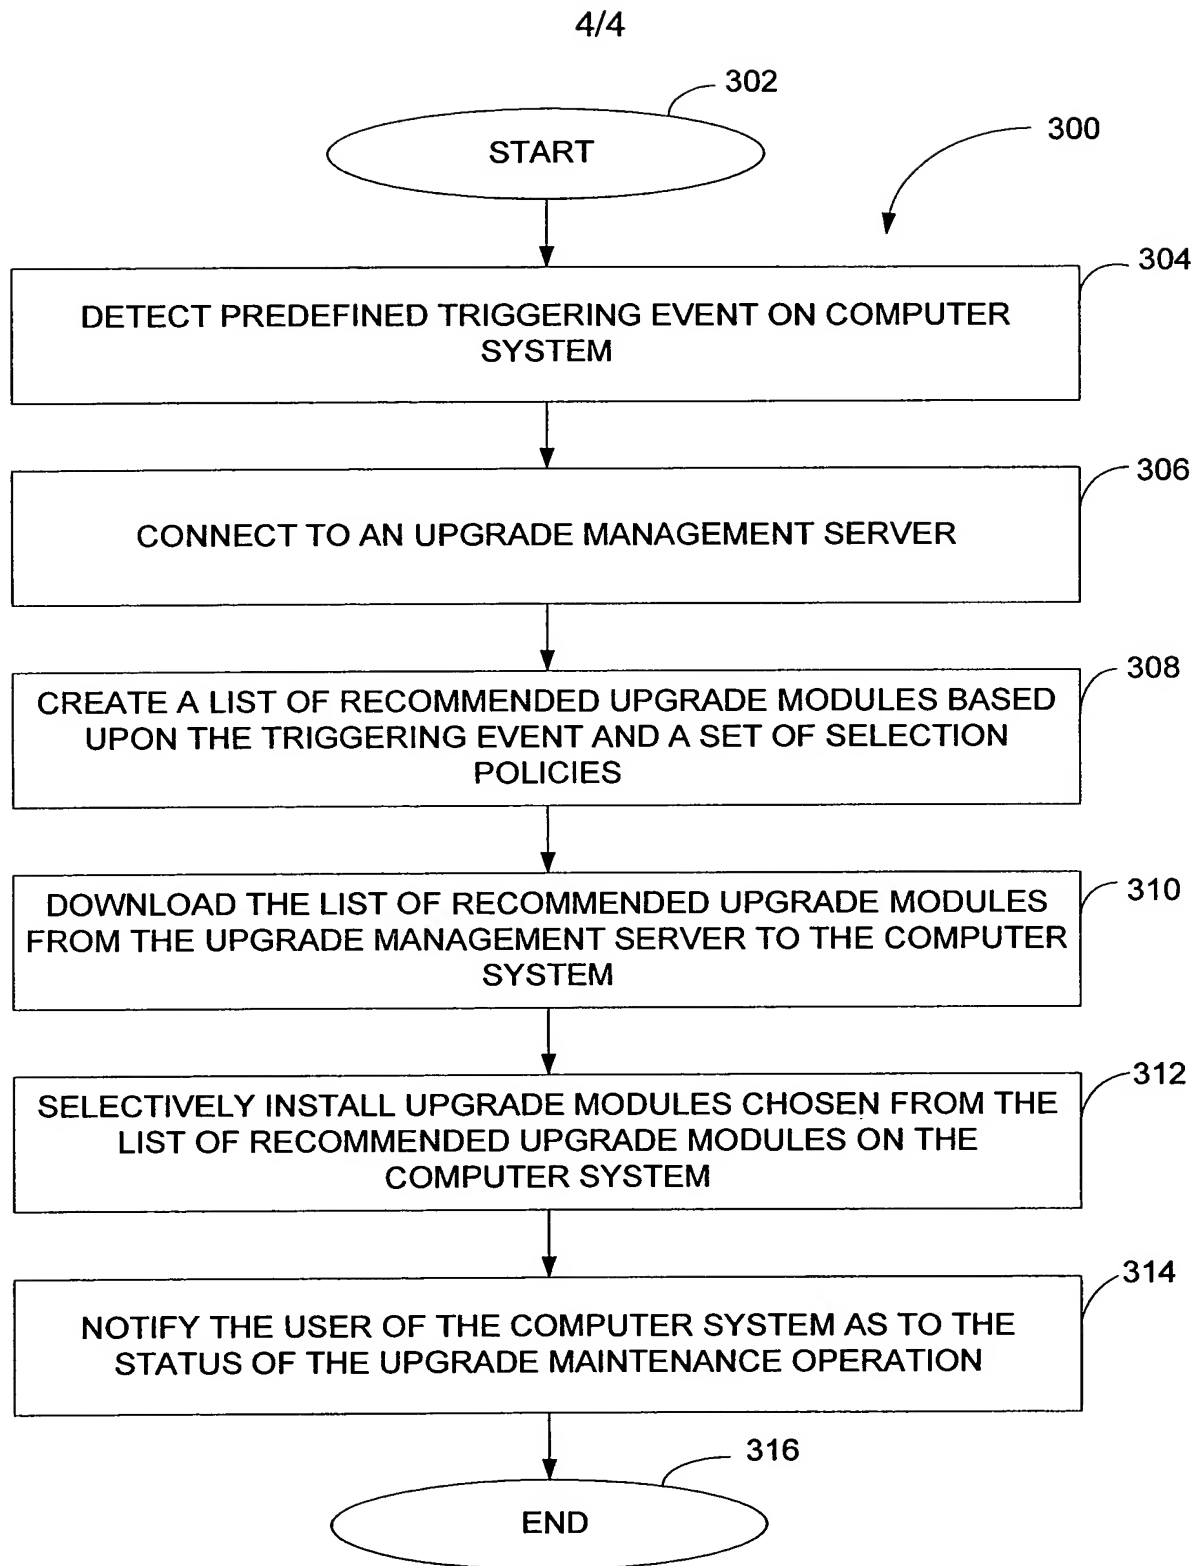 4/4
302
START
300
304
DETECT PREDEFINED TRIGGERING EVENT ON COMPUTER
SYSTEM
306
CONNECT TO AN UPGRADE MANAGEMENT SERVER
308
CREATE A LIST OF RECOMMENDED UPGRADE MODULES BASED
UPON THE TRIGGERING EVENT AND A SET OF SELECTION
POLICIES
310
DOWNLOAD THE LIST OF RECOMMENDED UPGRADE MODULES
FROM THE UPGRADE MANAGEMENT SERVER TO THE COMPUTER
SYSTEM
312
SELECTIVELY INSTALL UPGRADE MODULES CHOSEN FROM THE
LIST OF RECOMMENDED UPGRADE MODULES ON THE
COMPUTER SYSTEM
314
NOTIFY THE USER OF THE COMPUTER SYSTEM AS TO THE
STATUS OF THE UPGRADE MAINTENANCE OPERATION
316
END